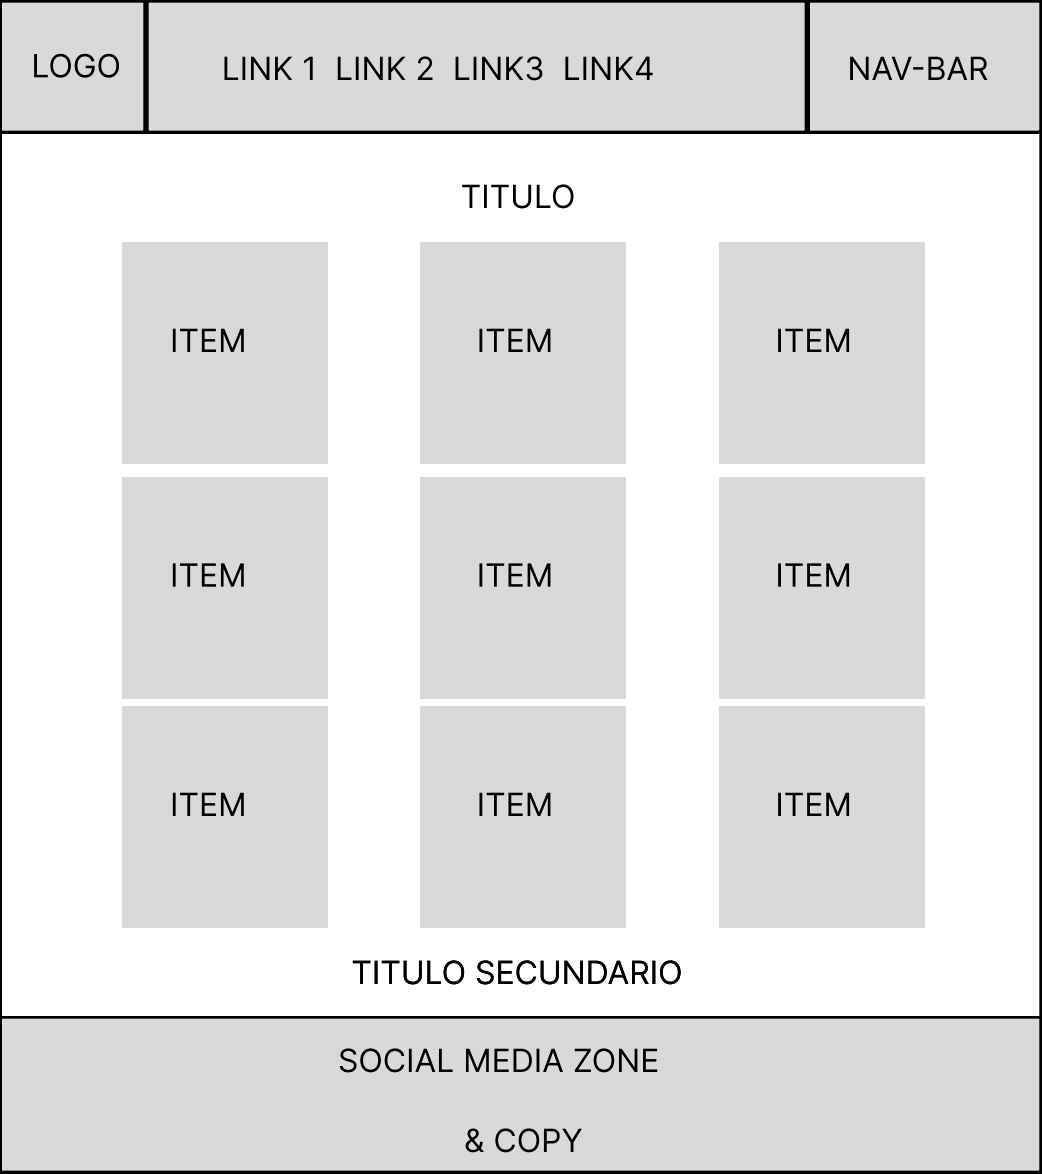 LOGO
LINK 1 LINK 2 LINK3 LINK4
NAV-BAR
TITULO
ITEM
ITEM
ITEM
ITEM
ITEM
ITEM
ITEM
ITEM
ITEM
TITULO SECUNDARIO
SOCIAL MEDIA ZONE
& COPY